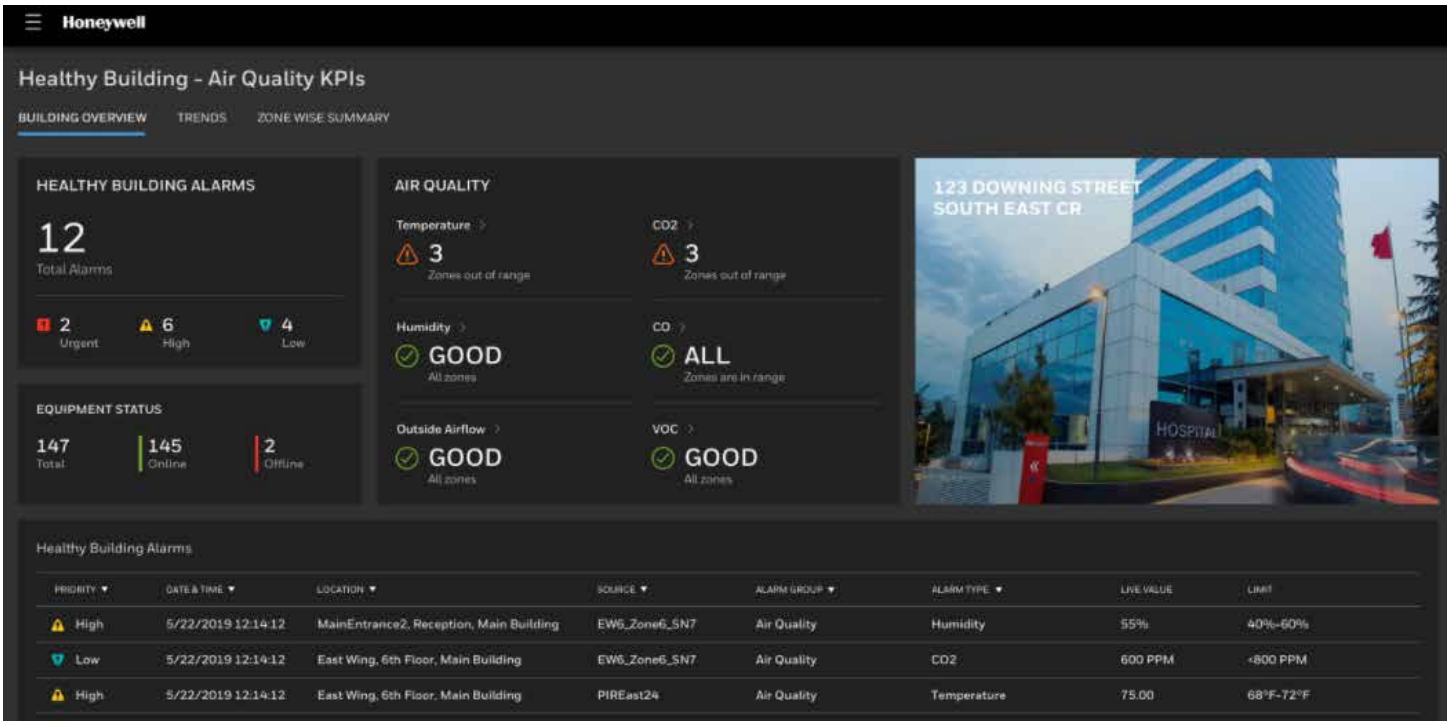 Honeywell
Healthy Building - Air Quality KPIs
BUILDING OVERVIEW TRENDS ZONE WISE SUMMARY
HEALTHY BUILDING ALARMS
12
Total Alarms
2 Urgent
6 High
4 Low
EQUIPMENT STATUS
147 Total
145 Online
2 Offline
AIR QUALITY
Temperature >
3
Zones out of range
CO2 >
3
Zones out of range
Humidity >
GOOD
All zones
CO >
ALL
Zones are in range
Outside Airflow >
GOOD
All zones
VOC >
GOOD
All zones
123 DOWNING STREET
SOUTH EAST CR
HOSPITAL
Healthy Building Alarms
PRIORITY ▼ DATE & TIME ▼ LOCATION ▼ SOURCE ▼ ALARM GROUP ▼ ALARM TYPE ▼ LIVE VALUE LIMIT
High 5/22/2019 12:14:12 MainEntrance2, Reception, Main Building EW6_Zone6_SN7 Air Quality Humidity 55% 40%-60%
Low 5/22/2019 12:14:12 East Wing, 6th Floor, Main Building EW6_Zone6_SN7 Air Quality CO2 600 PPM <800 PPM
High 5/22/2019 12:14:12 East Wing, 6th Floor, Main Building PIREast24 Air Quality Temperature 75.00 68°F-72°F